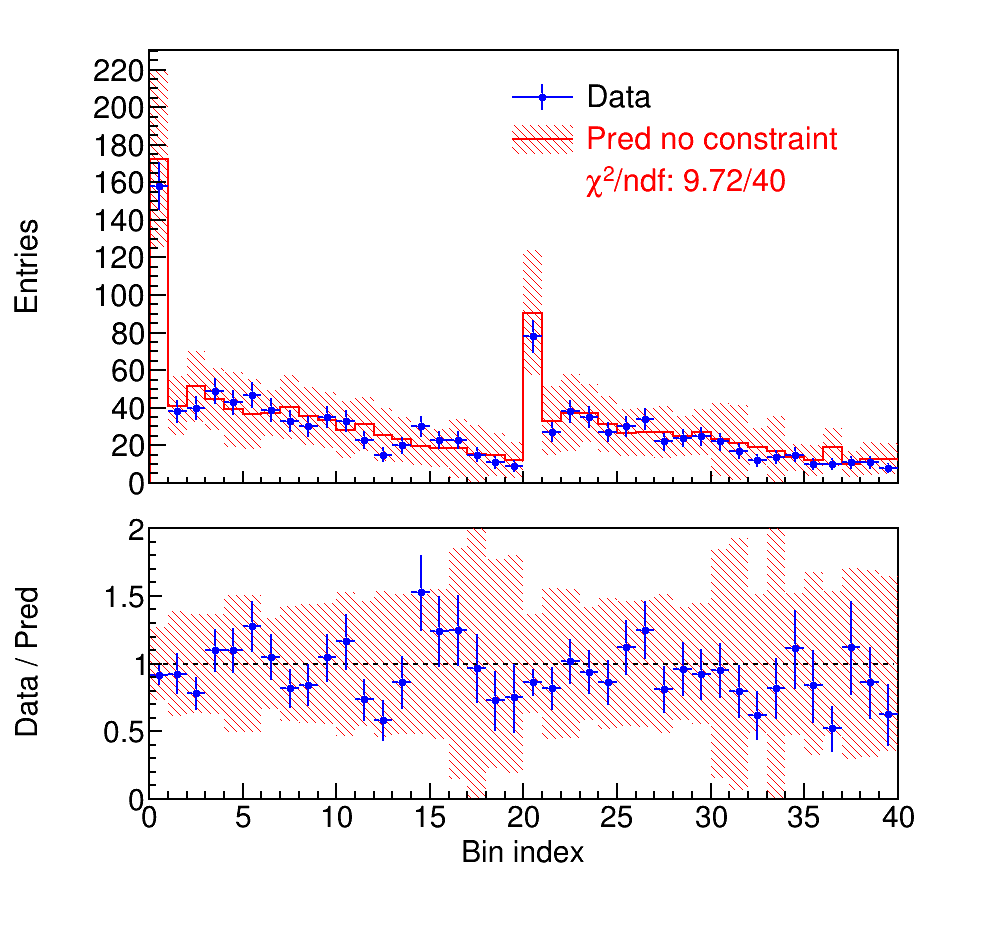 220
200
180
160
140
120
100
80
60
40
20
0
Entries
Data
Pred no constraint
χ²/ndf: 9.72/40
2
1.5
1
0.5
0
Data / Pred
0 5 10 15 20 25 30 35 40
Bin index